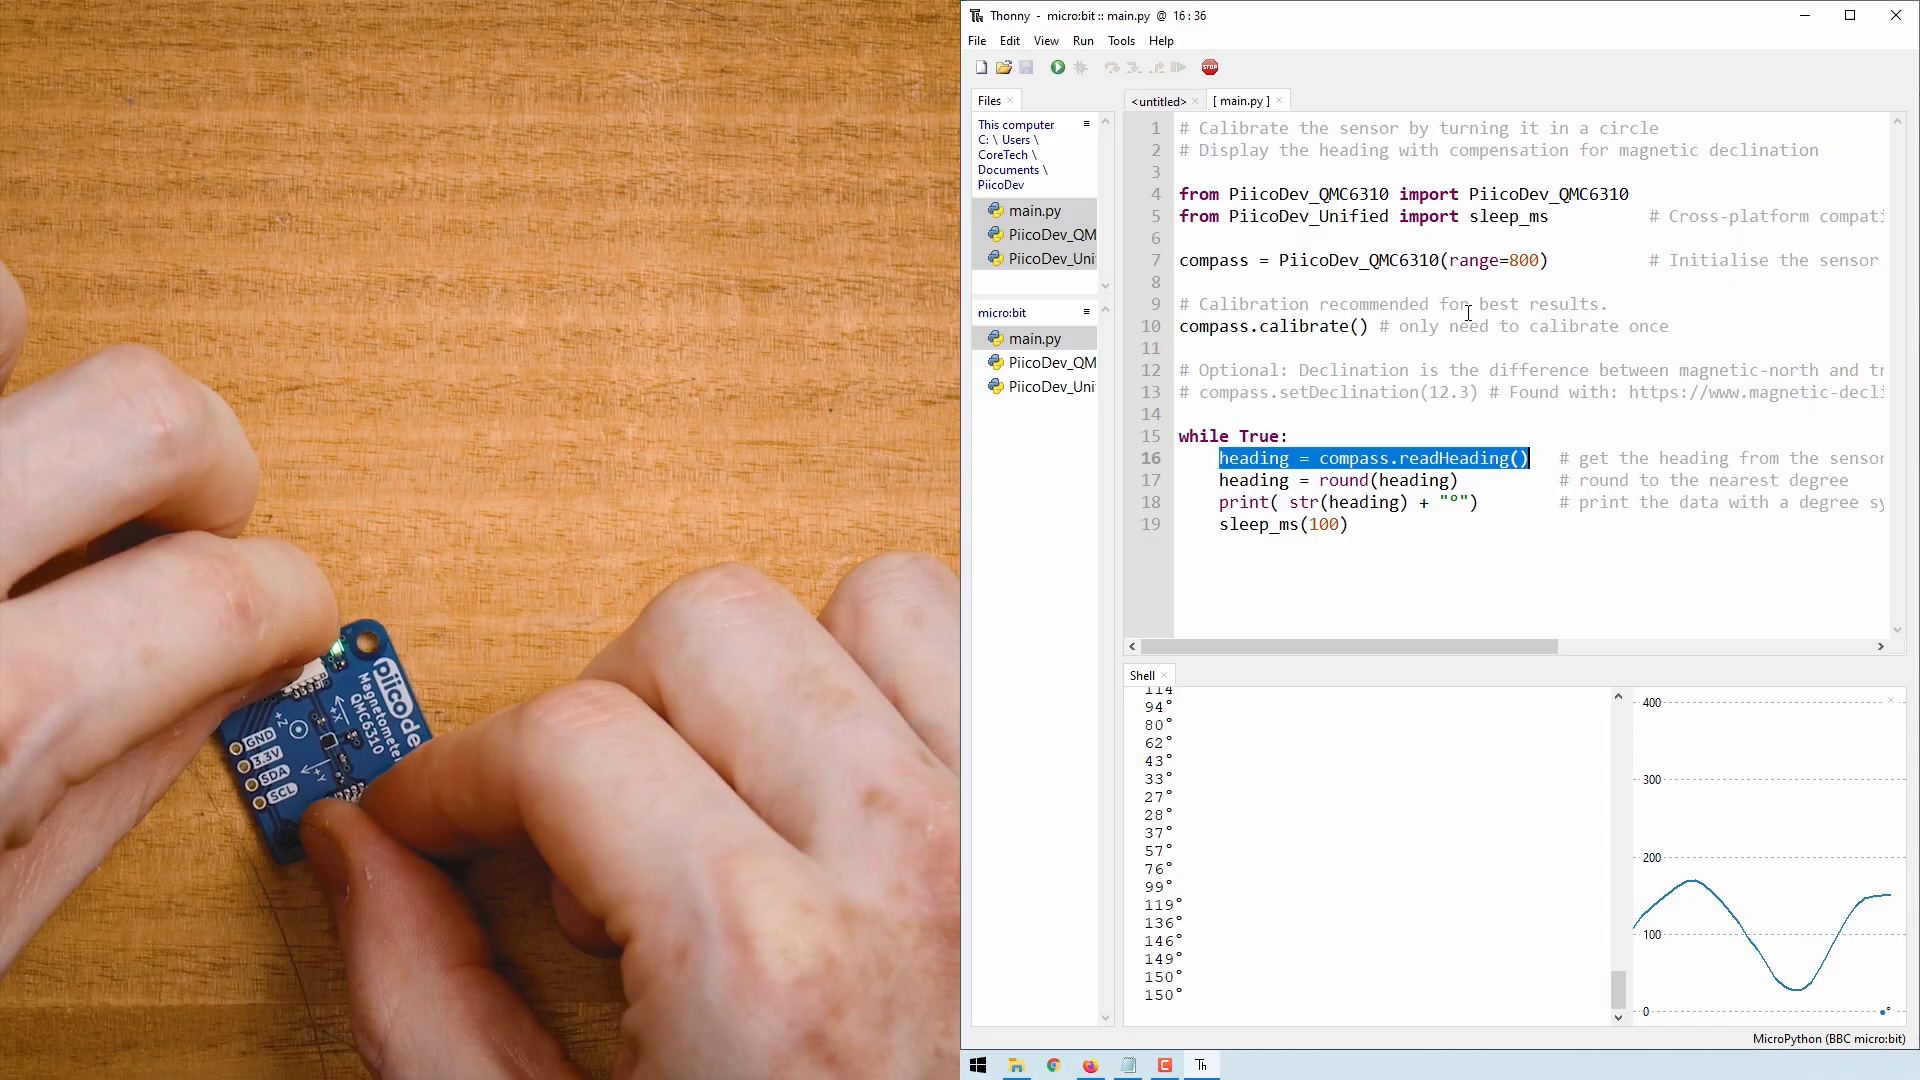 Thonny - micro:bit :: main.py @ 16 : 36
File Edit View Run Tools Help
STOP
Files
<untitled>
[ main.py ]
This computer
C: \ Users \
CoreTech \
Documents \
PiicoDev
main.py
PiicoDev_QM
PiicoDev_Uni
micro:bit
main.py
PiicoDev_QM
PiicoDev_Uni
1 # Calibrate the sensor by turning it in a circle
2 # Display the heading with compensation for magnetic declination
3
4 from PiicoDev_QMC6310 import PiicoDev_QMC6310
5 from PiicoDev_Unified import sleep_ms # Cross-platform compati
6
7 compass = PiicoDev_QMC6310(range=800) # Initialise the sensor
8
9 # Calibration recommended for best results.
10 compass.calibrate() # only need to calibrate once
11
12 # Optional: Declination is the difference between magnetic-north and tr
13 # compass.setDeclination(12.3) # Found with: https://www.magnetic-decli
14
15 while True:
16 heading = compass.readHeading() # get the heading from the sensor
17 heading = round(heading) # round to the nearest degree
18 print( str(heading) + "°") # print the data with a degree sy
19 sleep_ms(100)
Shell
114
94°
80°
62°
43°
33°
27°
28°
37°
57°
76°
99°
119°
136°
146°
149°
150°
150°
400
300
200
100
0
°
MicroPython (BBC micro:bit)
Th
piicode
Magnetometer
QMC6310
+X
+Z
+Y
GND
3.3V
SDA
SCL